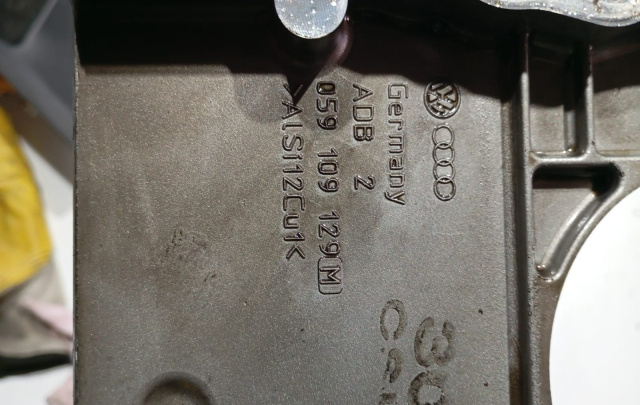 Germany
ADB 2
059 109 129 M
>AlSi12Cu1<